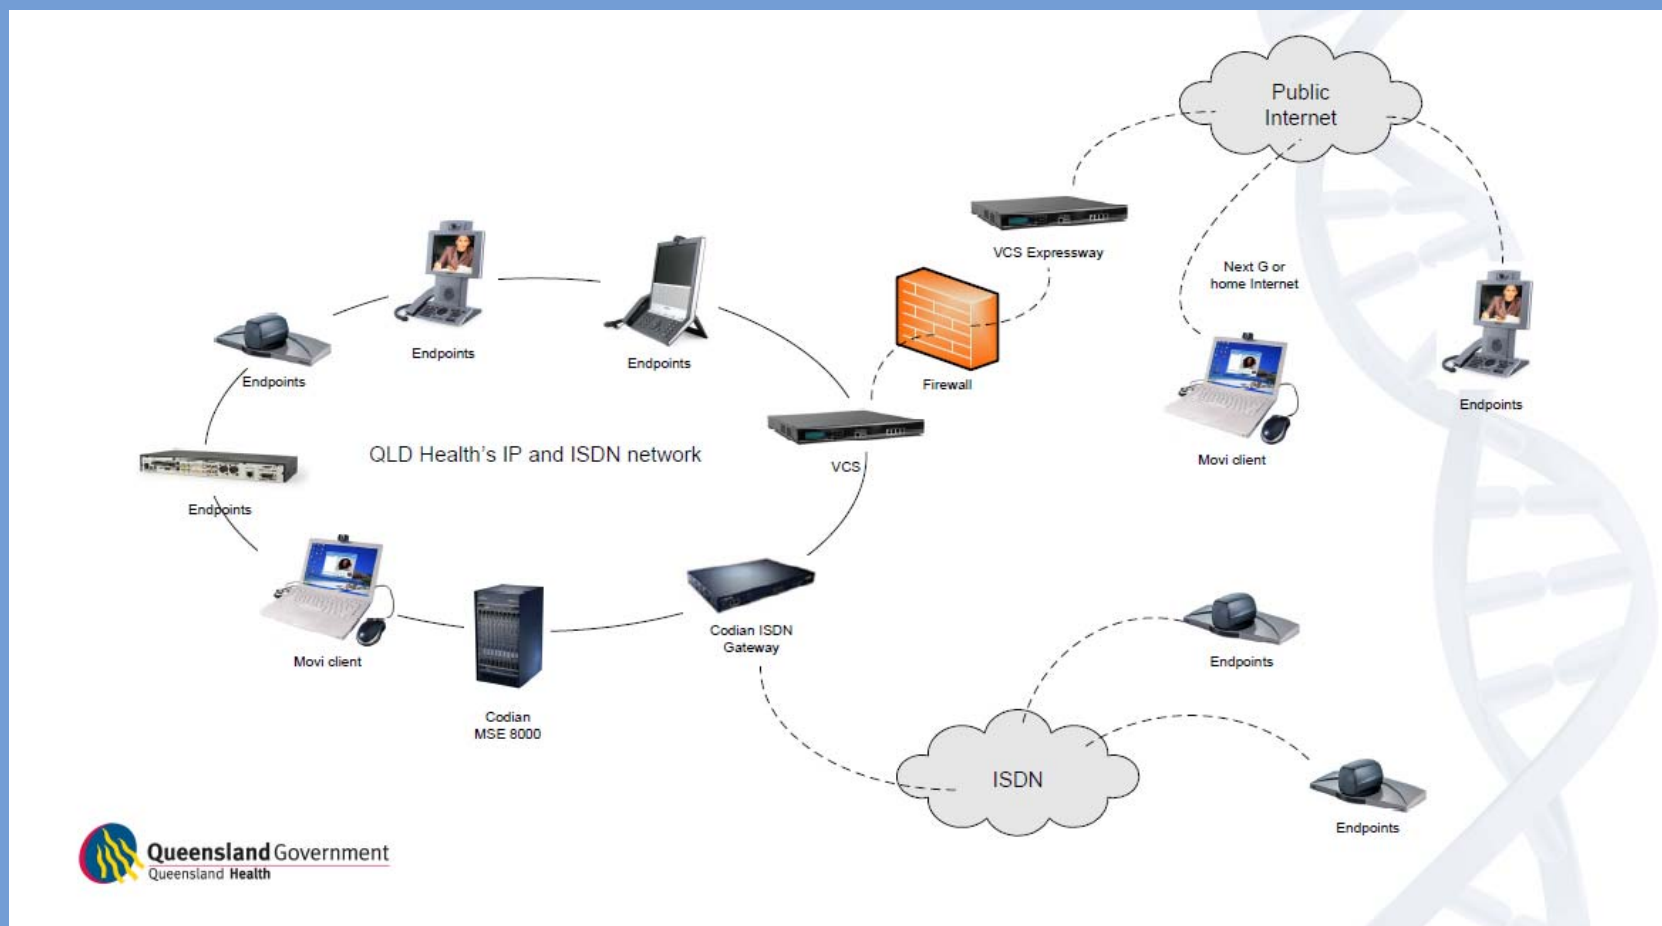 Public
Internet
VCS Expressway
Next G or
home Internet
Endpoints
Endpoints
Endpoints
Firewall
Endpoints
Endpoints
QLD Health's IP and ISDN network
VCS
Movi client
Endpoints
Codian ISDN
Gateway
Movi client
Endpoints
Codian
MSE 8000
ISDN
Endpoints
Queensland Government
Queensland Health